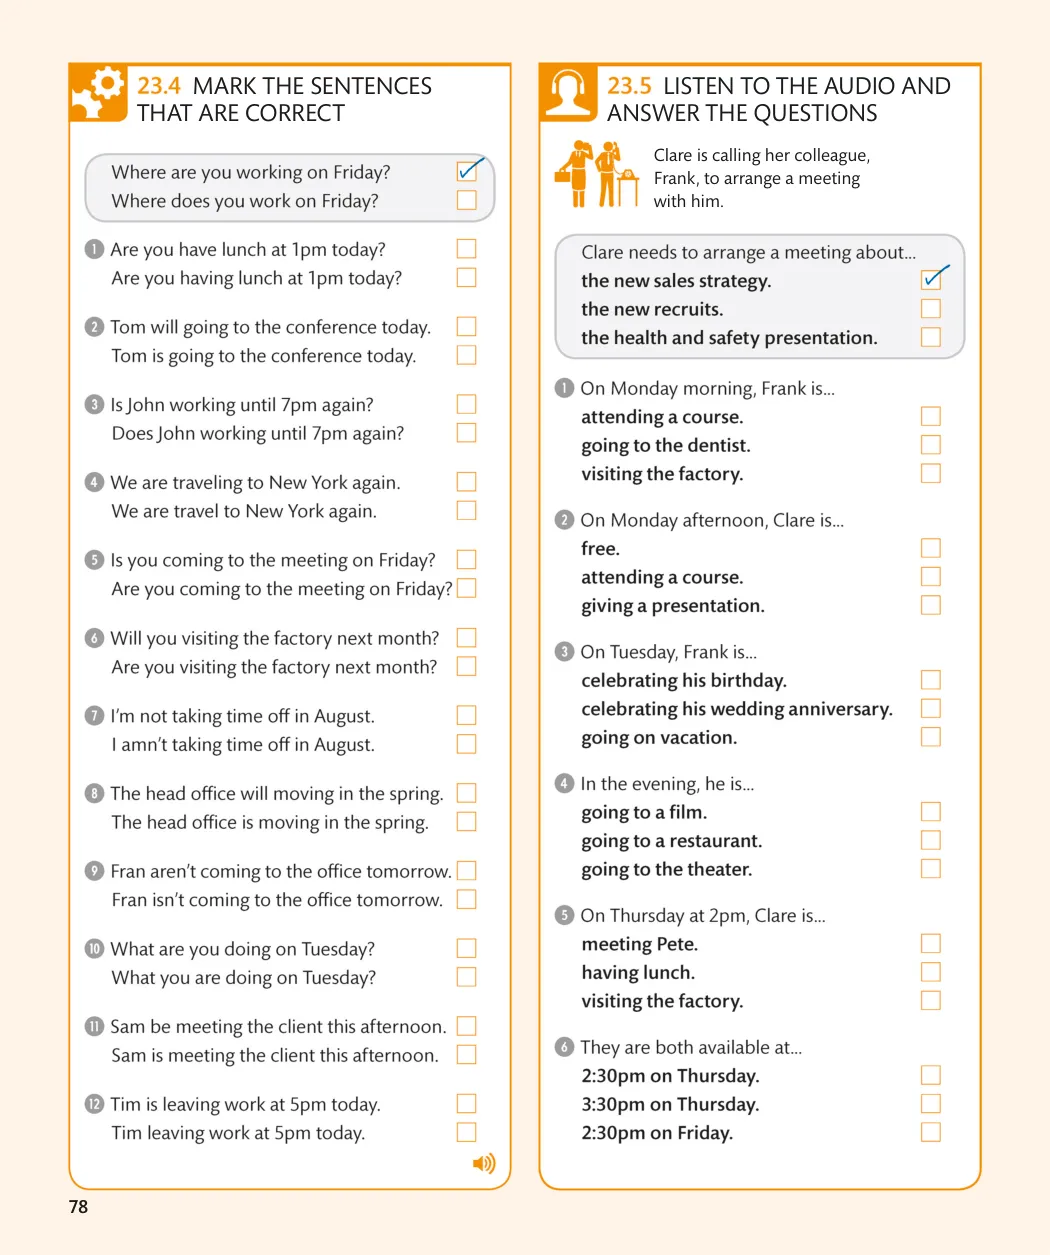 23.4 MARK THE SENTENCES
THAT ARE CORRECT
Where are you working on Friday?
Where does you work on Friday?
1 Are you have lunch at 1pm today?
Are you having lunch at 1pm today?
2 Tom will going to the conference today.
Tom is going to the conference today.
3 Is John working until 7pm again?
Does John working until 7pm again?
4 We are traveling to New York again.
We are travel to New York again.
5 Is you coming to the meeting on Friday?
Are you coming to the meeting on Friday?
6 Will you visiting the factory next month?
Are you visiting the factory next month?
7 I'm not taking time off in August.
I amn't taking time off in August.
8 The head office will moving in the spring.
The head office is moving in the spring.
9 Fran aren't coming to the office tomorrow.
Fran isn't coming to the office tomorrow.
10 What are you doing on Tuesday?
What you are doing on Tuesday?
11 Sam be meeting the client this afternoon.
Sam is meeting the client this afternoon.
12 Tim is leaving work at 5pm today.
Tim leaving work at 5pm today.
23.5 LISTEN TO THE AUDIO AND
ANSWER THE QUESTIONS
Clare is calling her colleague,
Frank, to arrange a meeting
with him.
Clare needs to arrange a meeting about...
the new sales strategy.
the new recruits.
the health and safety presentation.
1 On Monday morning, Frank is...
attending a course.
going to the dentist.
visiting the factory.
2 On Monday afternoon, Clare is...
free.
attending a course.
giving a presentation.
3 On Tuesday, Frank is...
celebrating his birthday.
celebrating his wedding anniversary.
going on vacation.
4 In the evening, he is...
going to a film.
going to a restaurant.
going to the theater.
5 On Thursday at 2pm, Clare is...
meeting Pete.
having lunch.
visiting the factory.
6 They are both available at...
2:30pm on Thursday.
3:30pm on Thursday.
2:30pm on Friday.
78